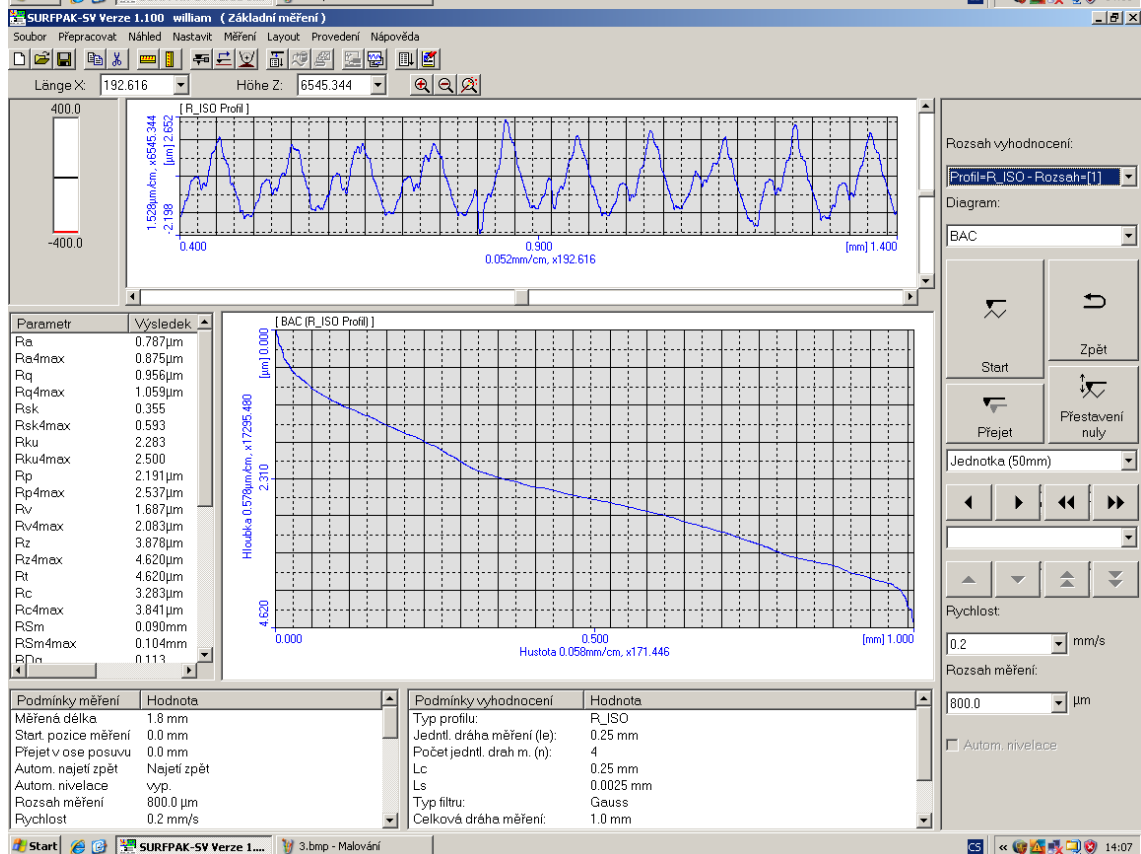 SURFPAK-SV Verze 1.100 william ( Základní měření )
Soubor Přepracovat Náhled Nastavit Měření Layout Provedení Nápověda
Länge X: 192.616 Höhe Z: 6545.344
400.0
-400.0
[ R_ISO Profil ]
1.528µm/cm, x6545.344
-2.198 [µm] 2.652
0.400 0.900 [mm] 1.400
0.052mm/cm, x192.616
Rozsah vyhodnocení:
Profil=R_ISO - Rozsah=[1]
Diagram:
BAC
Start
Zpět
Přejet
Přestavení
nuly
Jednotka (50mm)
Rychlost:
0.2 mm/s
Rozsah měření:
800.0 µm
Autom. nivelace
Parametr Výsledek
Ra 0.787µm
Ra4max 0.875µm
Rq 0.956µm
Rq4max 1.059µm
Rsk 0.355
Rsk4max 0.593
Rku 2.283
Rku4max 2.500
Rp 2.191µm
Rp4max 2.537µm
Rv 1.687µm
Rv4max 2.083µm
Rz 3.878µm
Rz4max 4.620µm
Rt 4.620µm
Rc 3.283µm
Rc4max 3.841µm
RSm 0.090mm
RSm4max 0.104mm
RDq 0.113
[ BAC (R_ISO Profil) ]
Hloubka 0.578µm/cm, x17295.480
4.620 2.310 [µm] 0.000
0.000 0.500 [mm] 1.000
Hustota 0.058mm/cm, x171.446
Podmínky měření Hodnota
Měřená délka 1.8 mm
Start. pozice měření 0.0 mm
Přejet v ose posuvu 0.0 mm
Autom. najetí zpět Najetí zpět
Autom. nivelace vyp.
Rozsah měření 800.0 µm
Rychlost 0.2 mm/s
Podmínky vyhodnocení Hodnota
Typ profilu: R_ISO
Jedntl. dráha měření (le): 0.25 mm
Počet jedntl. drah m. (n): 4
Lc 0.25 mm
Ls 0.0025 mm
Typ filtru: Gauss
Celková dráha měření: 1.0 mm
Start SURFPAK-SV Verze 1.... 3.bmp - Malování CS « 14:07